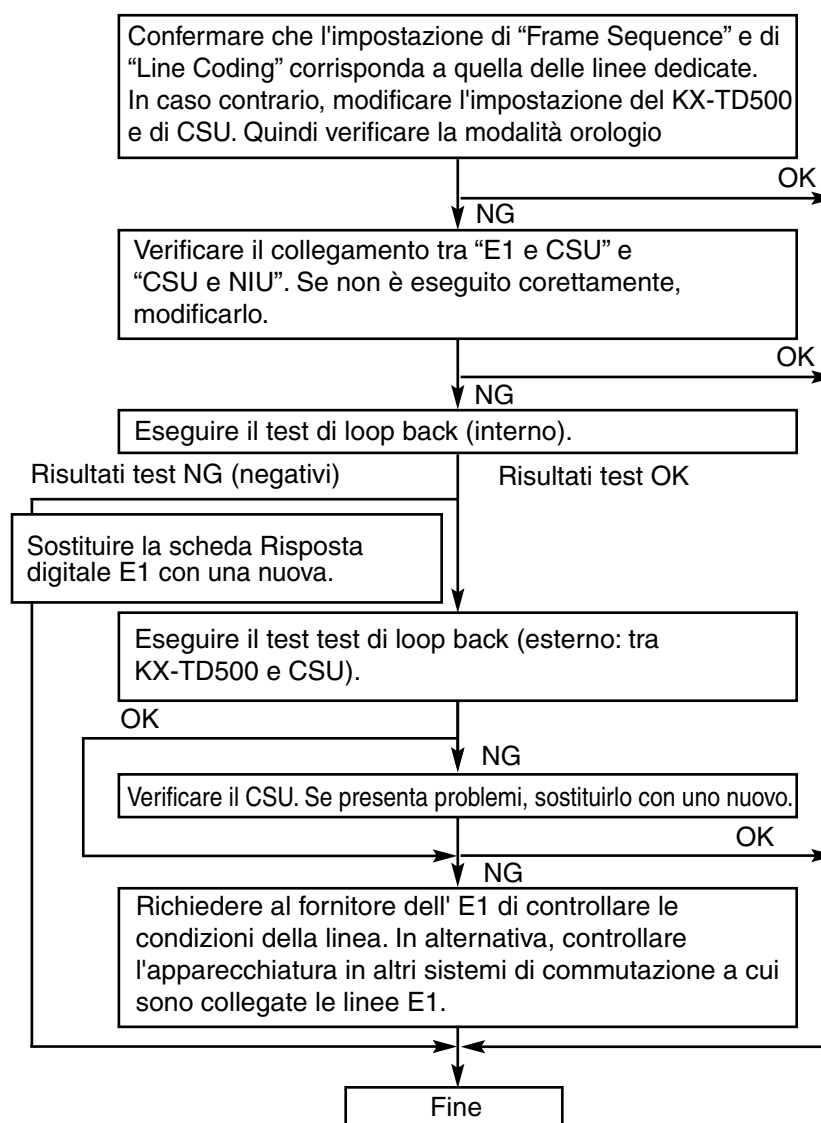 Confermare che l'impostazione di “Frame Sequence” e di
“Line Coding” corrisponda a quella delle linee dedicate.
In caso contrario, modificare l'impostazione del KX-TD500
e di CSU. Quindi verificare la modalità orologio
OK
NG
Verificare il collegamento tra “E1 e CSU” e
“CSU e NIU”. Se non è eseguito corettamente,
modificarlo.
OK
NG
Eseguire il test di loop back (interno).
Risultati test NG (negativi)
Risultati test OK
Sostituire la scheda Risposta
digitale E1 con una nuova.
Eseguire il test test di loop back (esterno: tra
KX-TD500 e CSU).
OK
NG
Verificare il CSU. Se presenta problemi, sostituirlo con uno nuovo.
OK
NG
Richiedere al fornitore dell' E1 di controllare le
condizioni della linea. In alternativa, controllare
l'apparecchiatura in altri sistemi di commutazione a cui
sono collegate le linee E1.
Fine